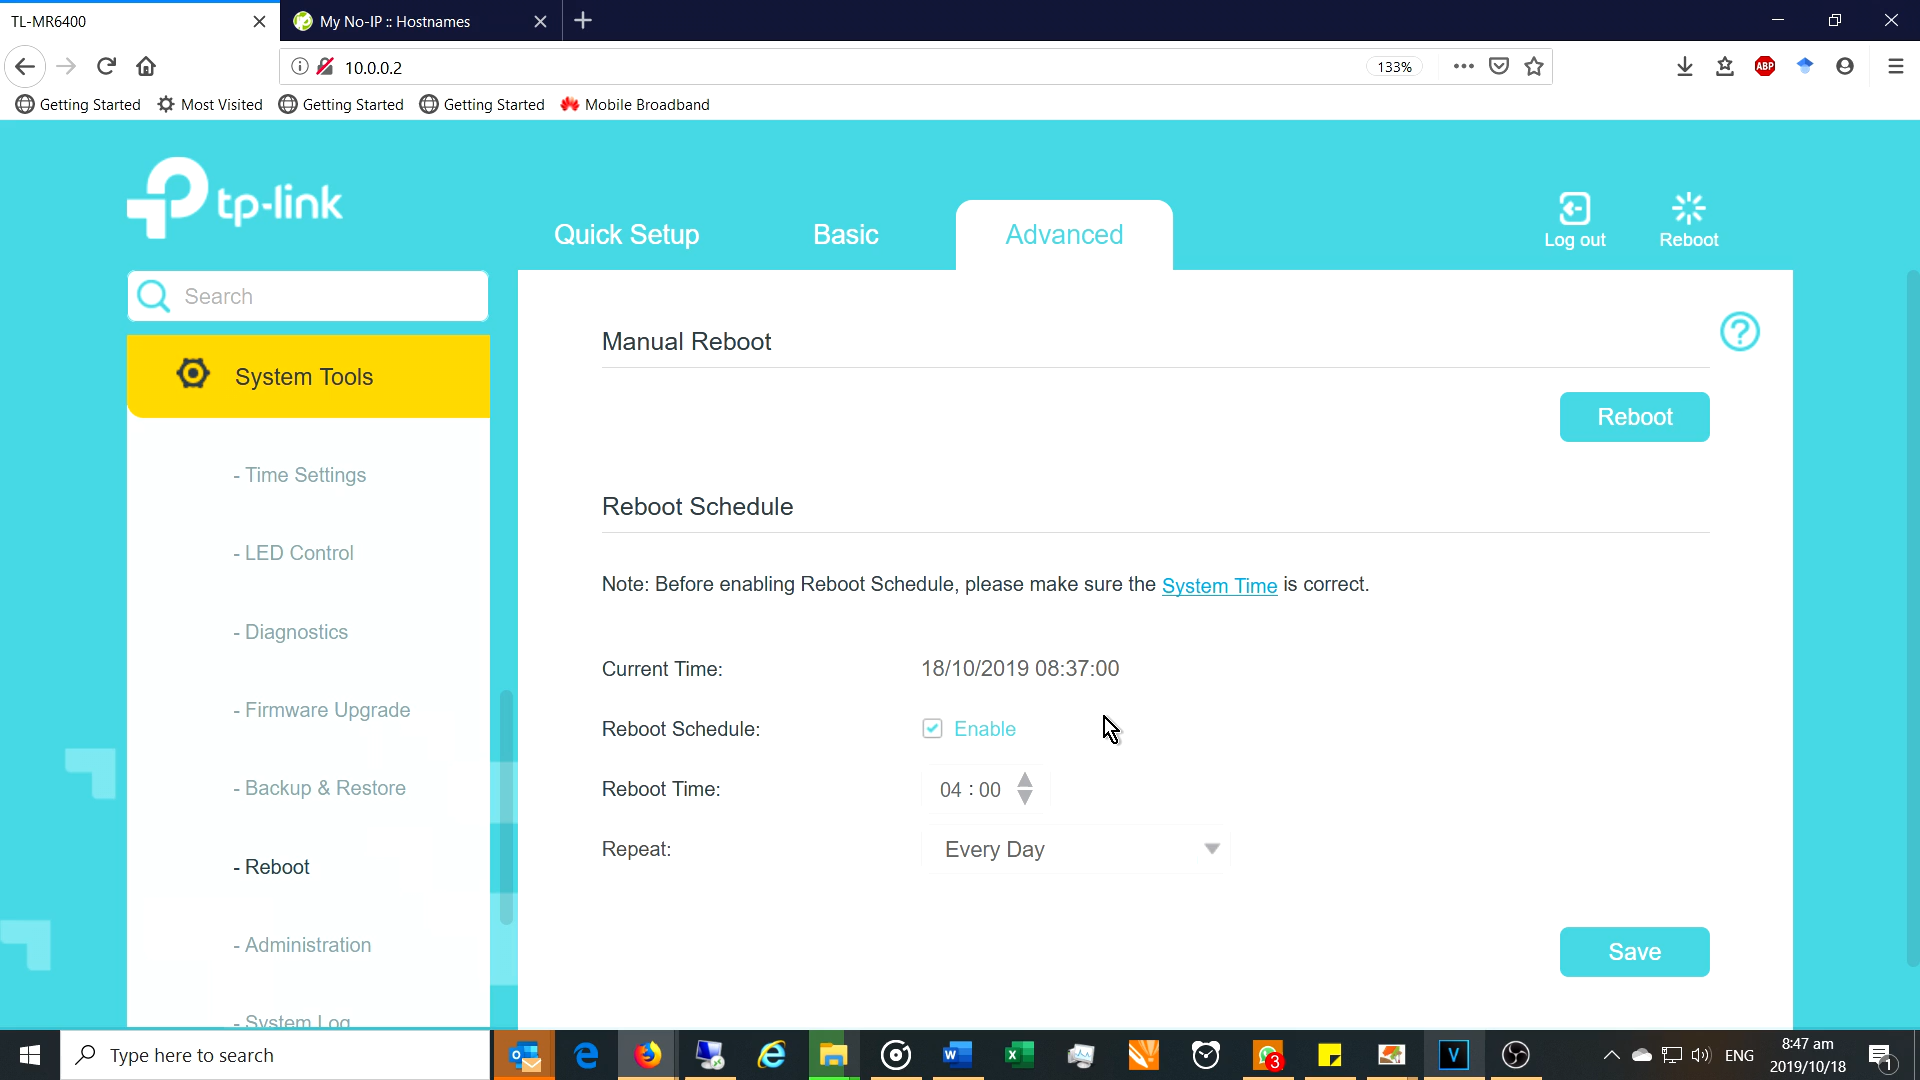 TL-MR6400
My No-IP :: Hostnames
10.0.0.2
133%
ABP
Getting Started
Most Visited
Getting Started
Getting Started
Mobile Broadband
tp-link
Quick Setup
Basic
Advanced
Log out
Reboot
Search
System Tools
- Time Settings
- LED Control
- Diagnostics
- Firmware Upgrade
- Backup & Restore
- Reboot
- Administration
- System Log
Manual Reboot
?
Reboot
Reboot Schedule
Note: Before enabling Reboot Schedule, please make sure the System Time is correct.
Current Time: 18/10/2019 08:37:00
Reboot Schedule: Enable
Reboot Time: 04 : 00
Repeat: Every Day
Save
Type here to search
3
V
ENG
8:47 am
2019/10/18
1